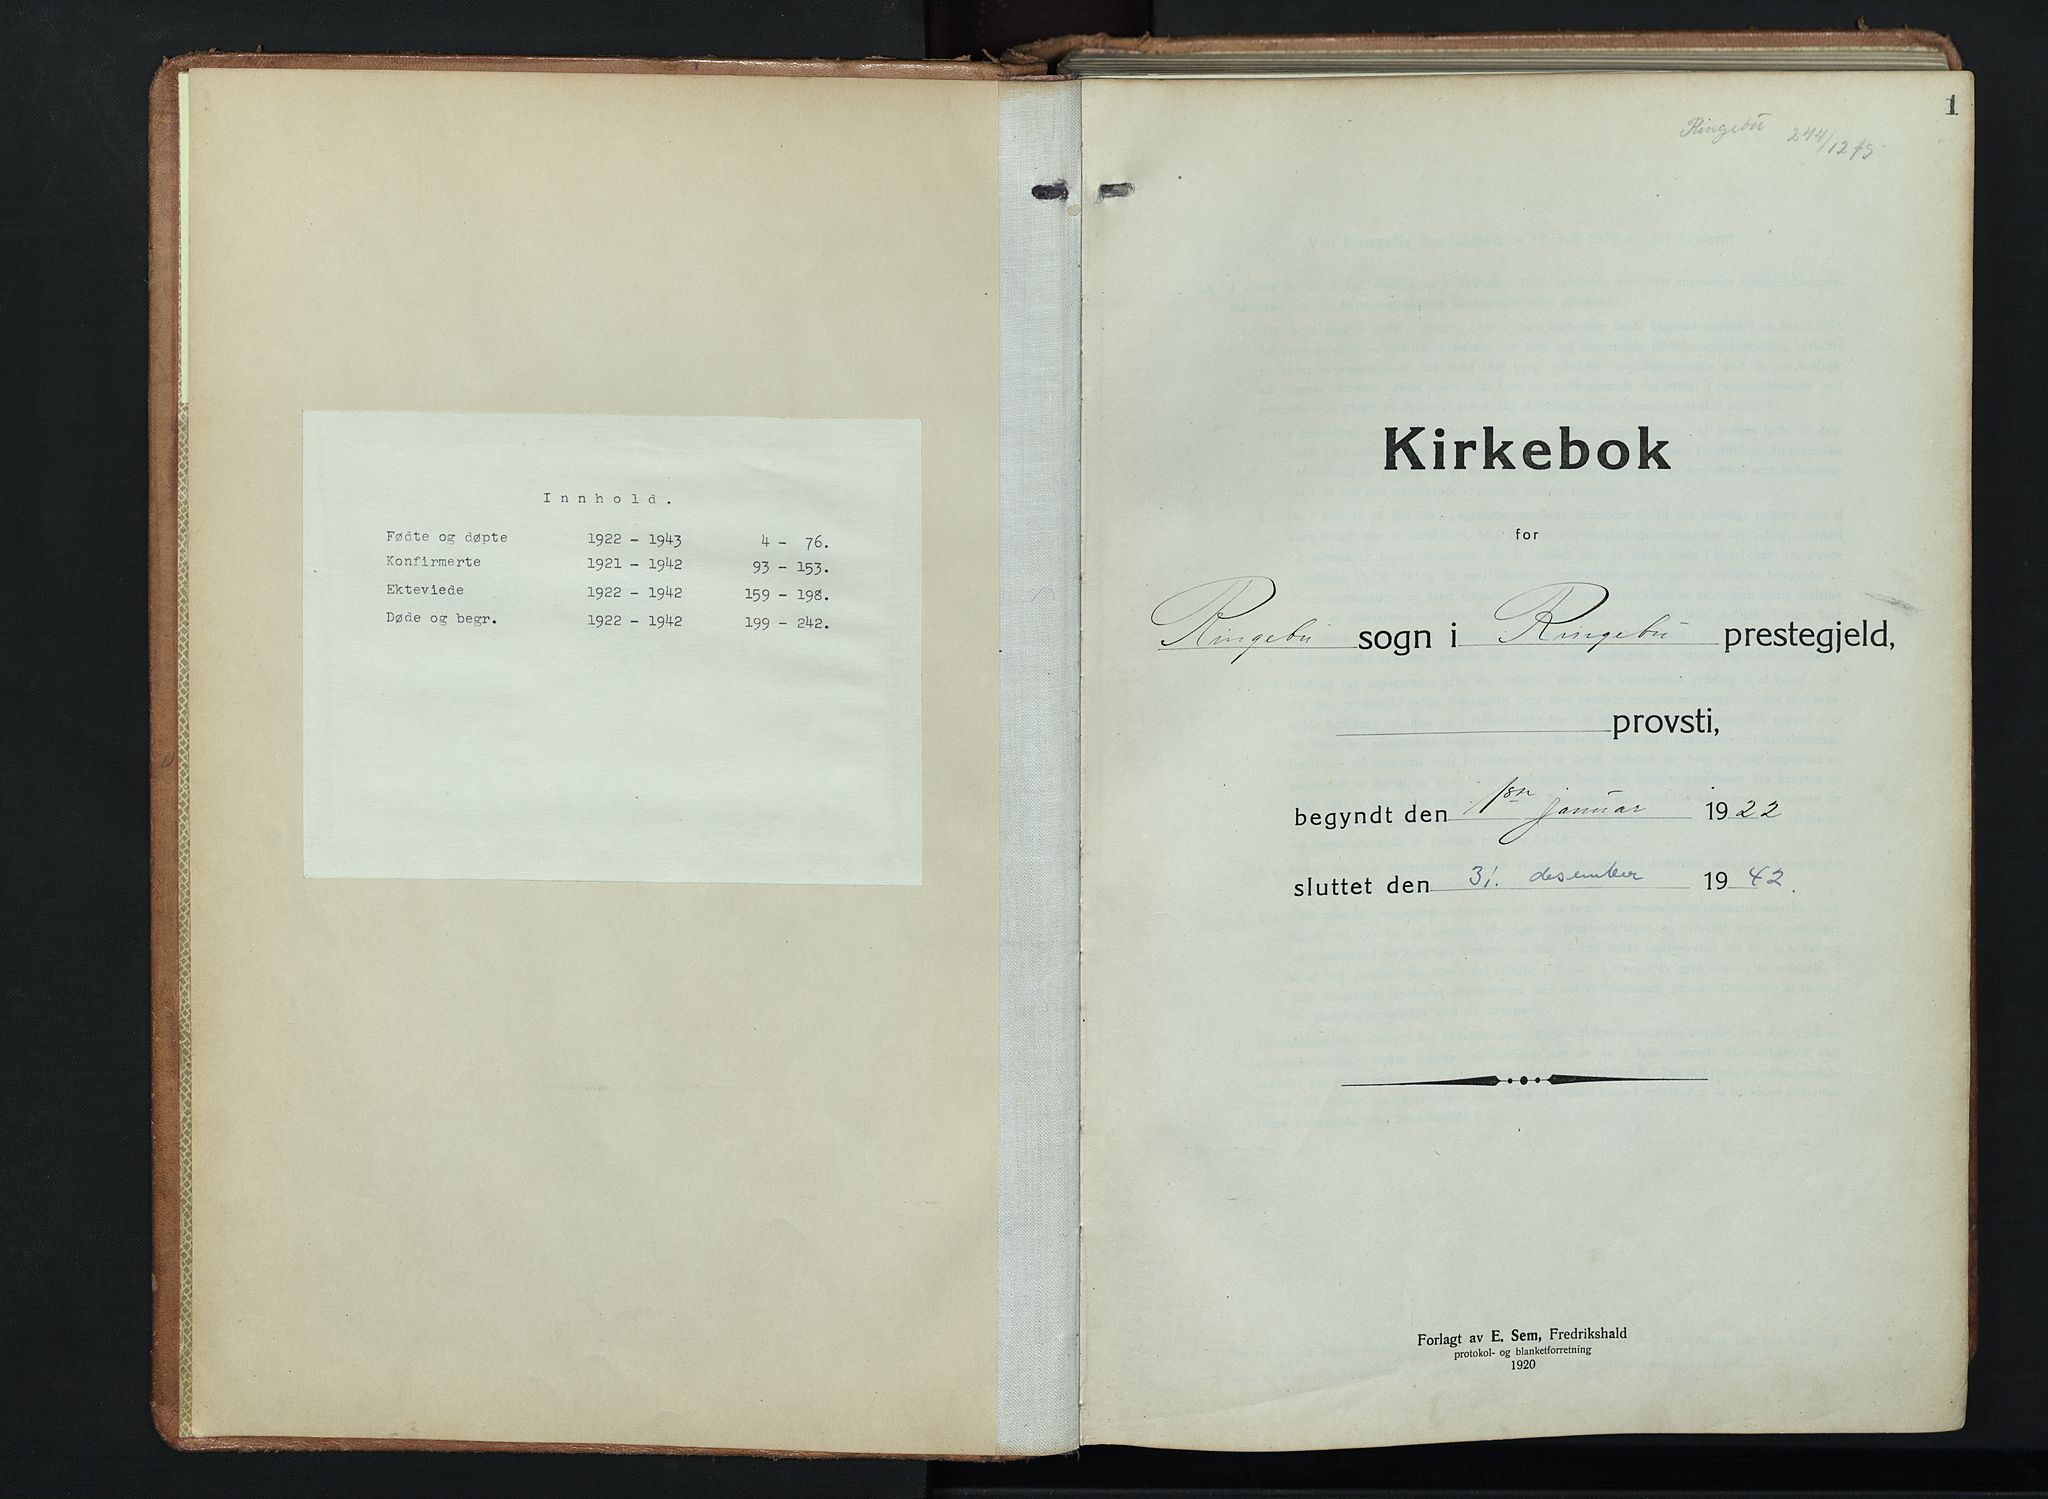 Innhold.
Fødte og døpte 1922 - 1943 4 - 76.
Konfirmerte 1921 - 1942 93 - 153.
Ekteviede 1922 - 1942 159 - 198.
Døde og begr. 1922 - 1942 199 - 242.
1
Ringebu 244/1275
Kirkebok
for
Ringebu sogn i Ringebu prestegjeld,
provsti,
begyndt den 1ste januar 1922
sluttet den 31. desember 1942.
Forlagt av E. Sem, Fredrikshald
protokol- og blanketforretning
1920